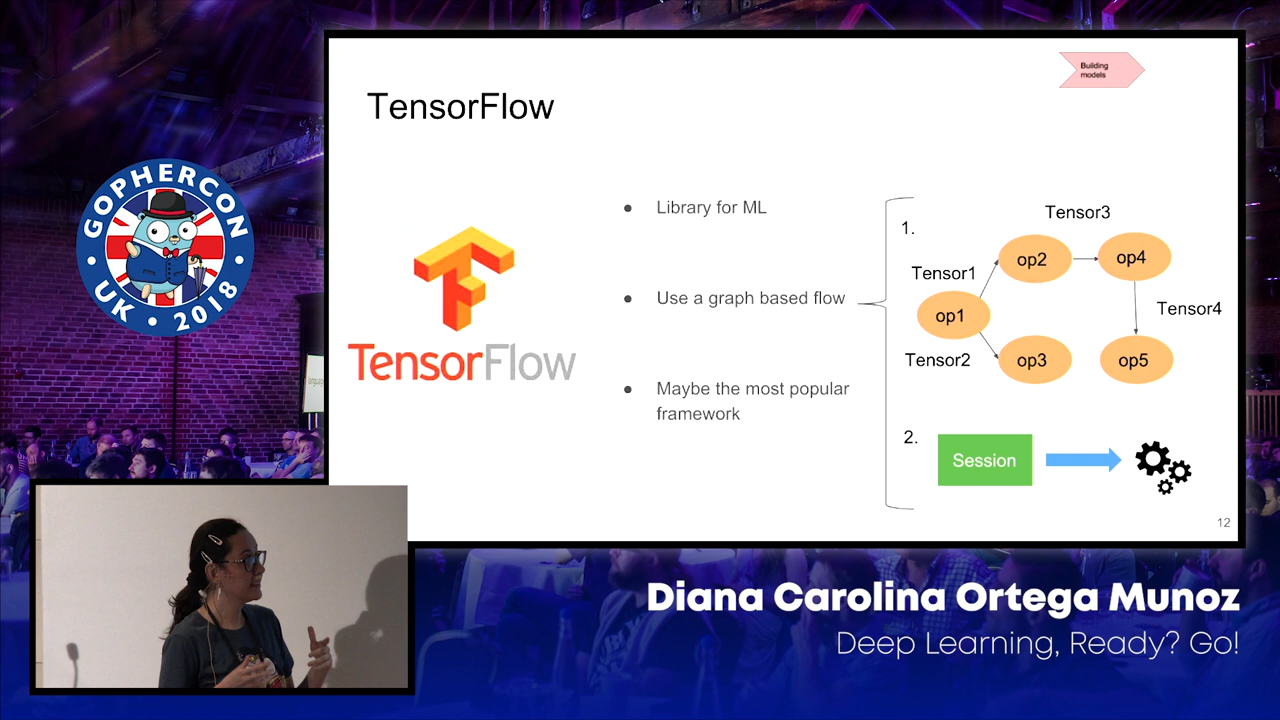 Building
models
TensorFlow
GOPHERCON
UK 2018
TensorFlow
Library for ML
Use a graph based flow
Maybe the most popular
framework
1.
Tensor3
op2
op4
Tensor1
op1
Tensor4
Tensor2
op3
op5
2.
Session
12
Diana Carolina Ortega Munoz
Deep Learning, Ready? Go!